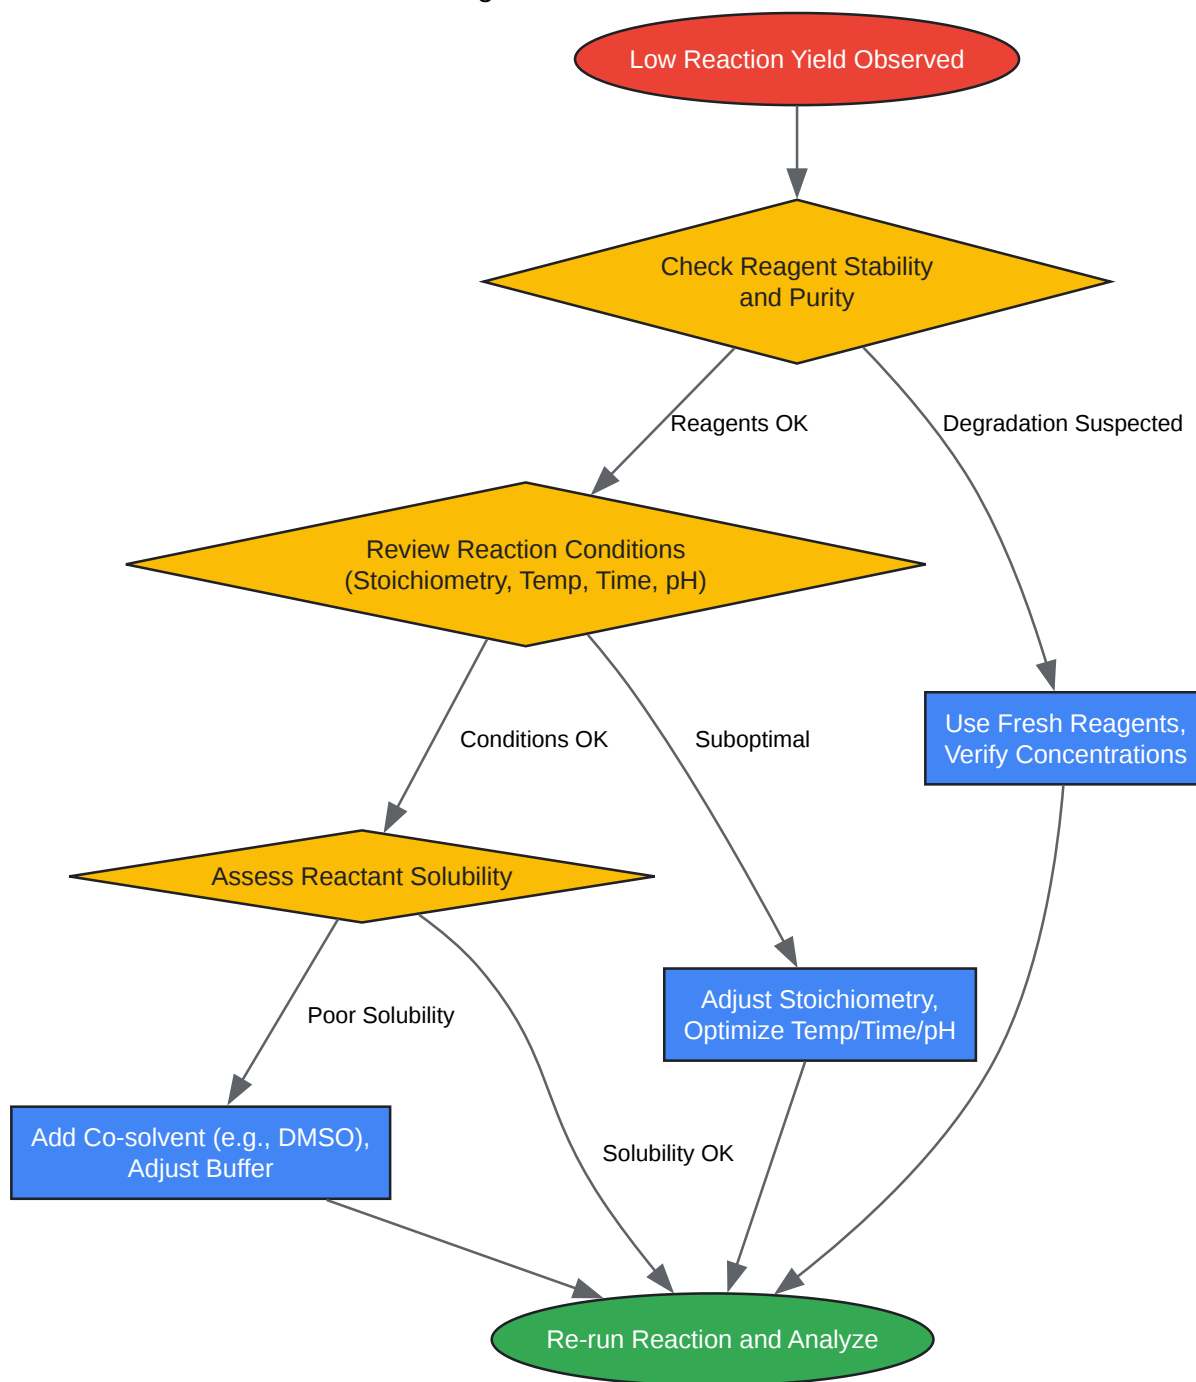 Low Reaction Yield Observed
Check Reagent Stability
and Purity
Reagents OK
Degradation Suspected
Review Reaction Conditions
(Stoichiometry, Temp, Time, pH)
Use Fresh Reagents,
Verify Concentrations
Conditions OK
Suboptimal
Assess Reactant Solubility
Adjust Stoichiometry,
Optimize Temp/Time/pH
Poor Solubility
Add Co-solvent (e.g., DMSO),
Adjust Buffer
Solubility OK
Re-run Reaction and Analyze